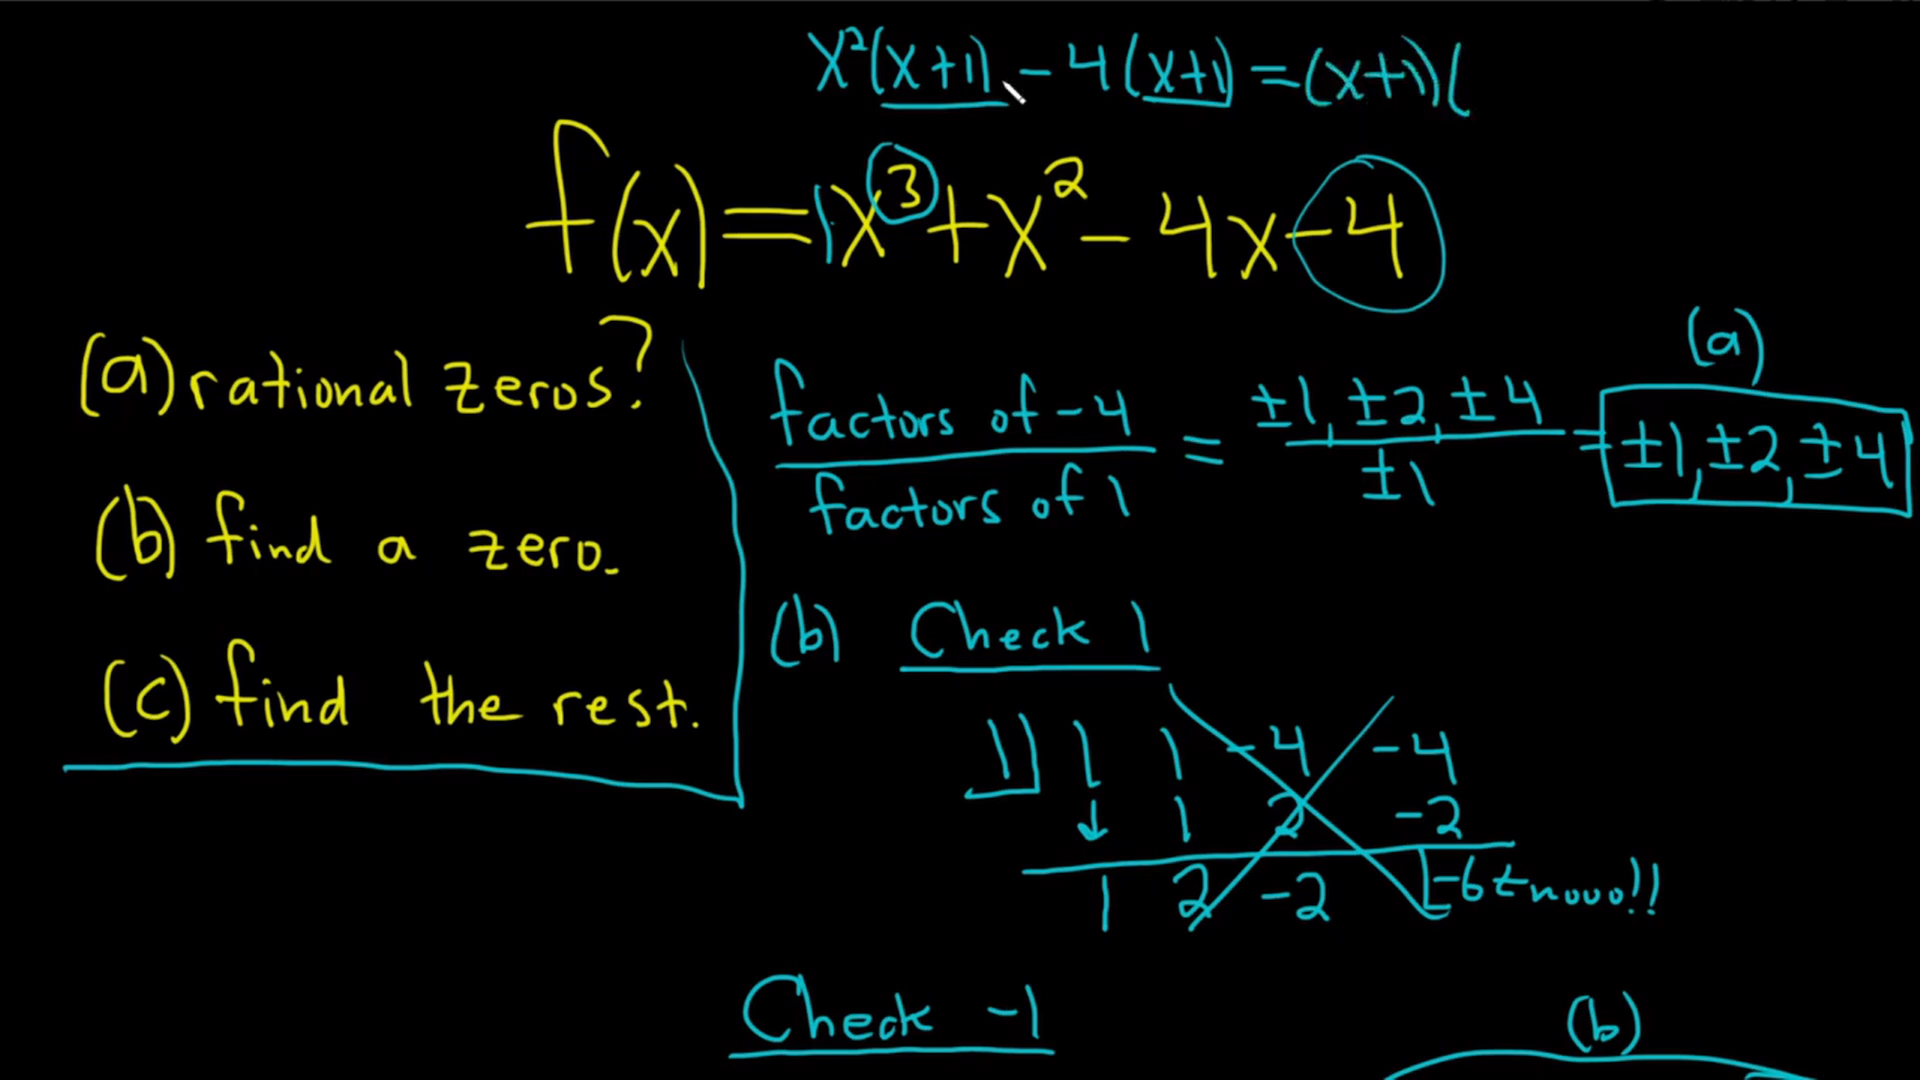 x²(x+1) - 4(x+1) = (x+1)(
f(x) = 1x³ + x² - 4x - 4
(a) rational zeros?
(b) find a zero.
(c) find the rest.
(a)
factors of -4 / factors of 1 = ±1, ±2, ±4 / ±1 = ±1, ±2, ±4
(b) Check 1
1 1 1 -4 -4
↓ 1 2 -2
1 2 -2 -6 ← nooo!!
Check -1
(b)